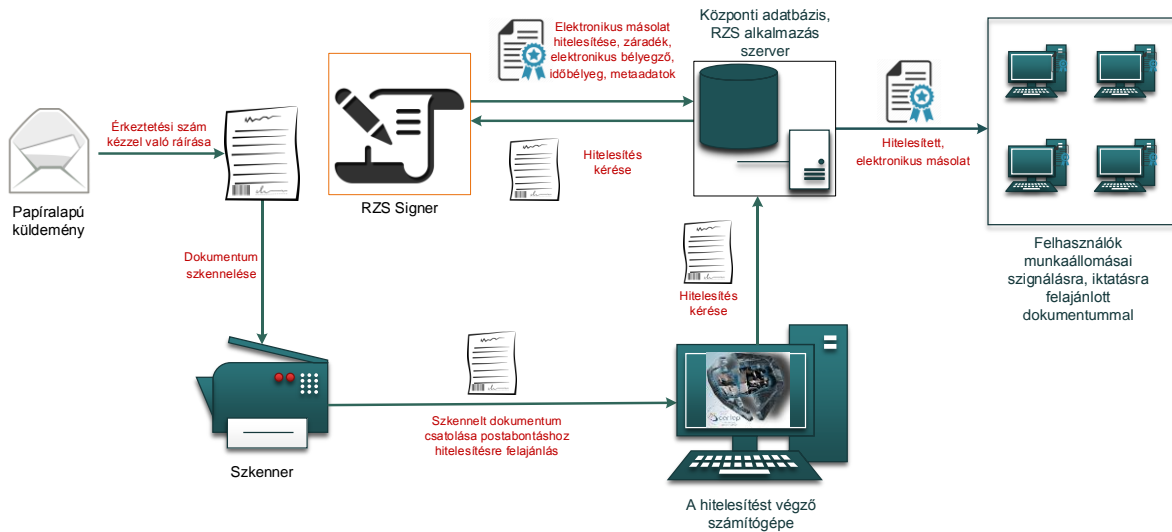 Elektronikus másolat
hitelesítése, záradék,
elektronikus bélyegző,
időbélyeg, metaadatok
Központi adatbázis,
RZS alkalmazás
szerver
Érkeztetési szám
kézzel való ráírása
Papíralapú
küldemény
RZS Signer
Hitelesítés
kérése
Hitelesített,
elektronikus másolat
Felhasználók
munkaállomásai
szignálásra, iktatásra
felajánlott
dokumentummal
Dokumentum
szkennelése
Hitelesítés
kérése
Szkennelt dokumentum
csatolása postabontáshoz
hitelesítésre felajánlás
Szkenner
A hitelesítést végző
számítógépe